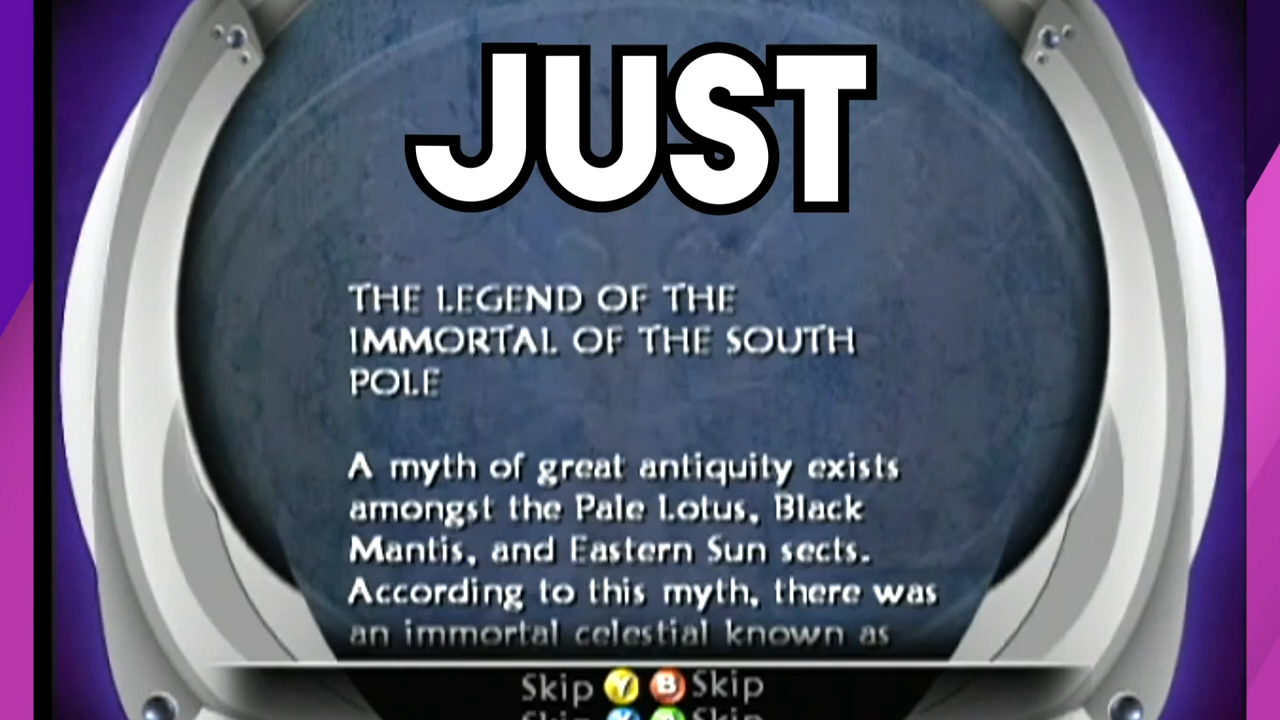 JUST
THE LEGEND OF THE
IMMORTAL OF THE SOUTH
POLE
A myth of great antiquity exists
amongst the Pale Lotus, Black
Mantis, and Eastern Sun sects.
According to this myth, there was
an immortal celestial known as
Skip Y B Skip
Skip X A Skip